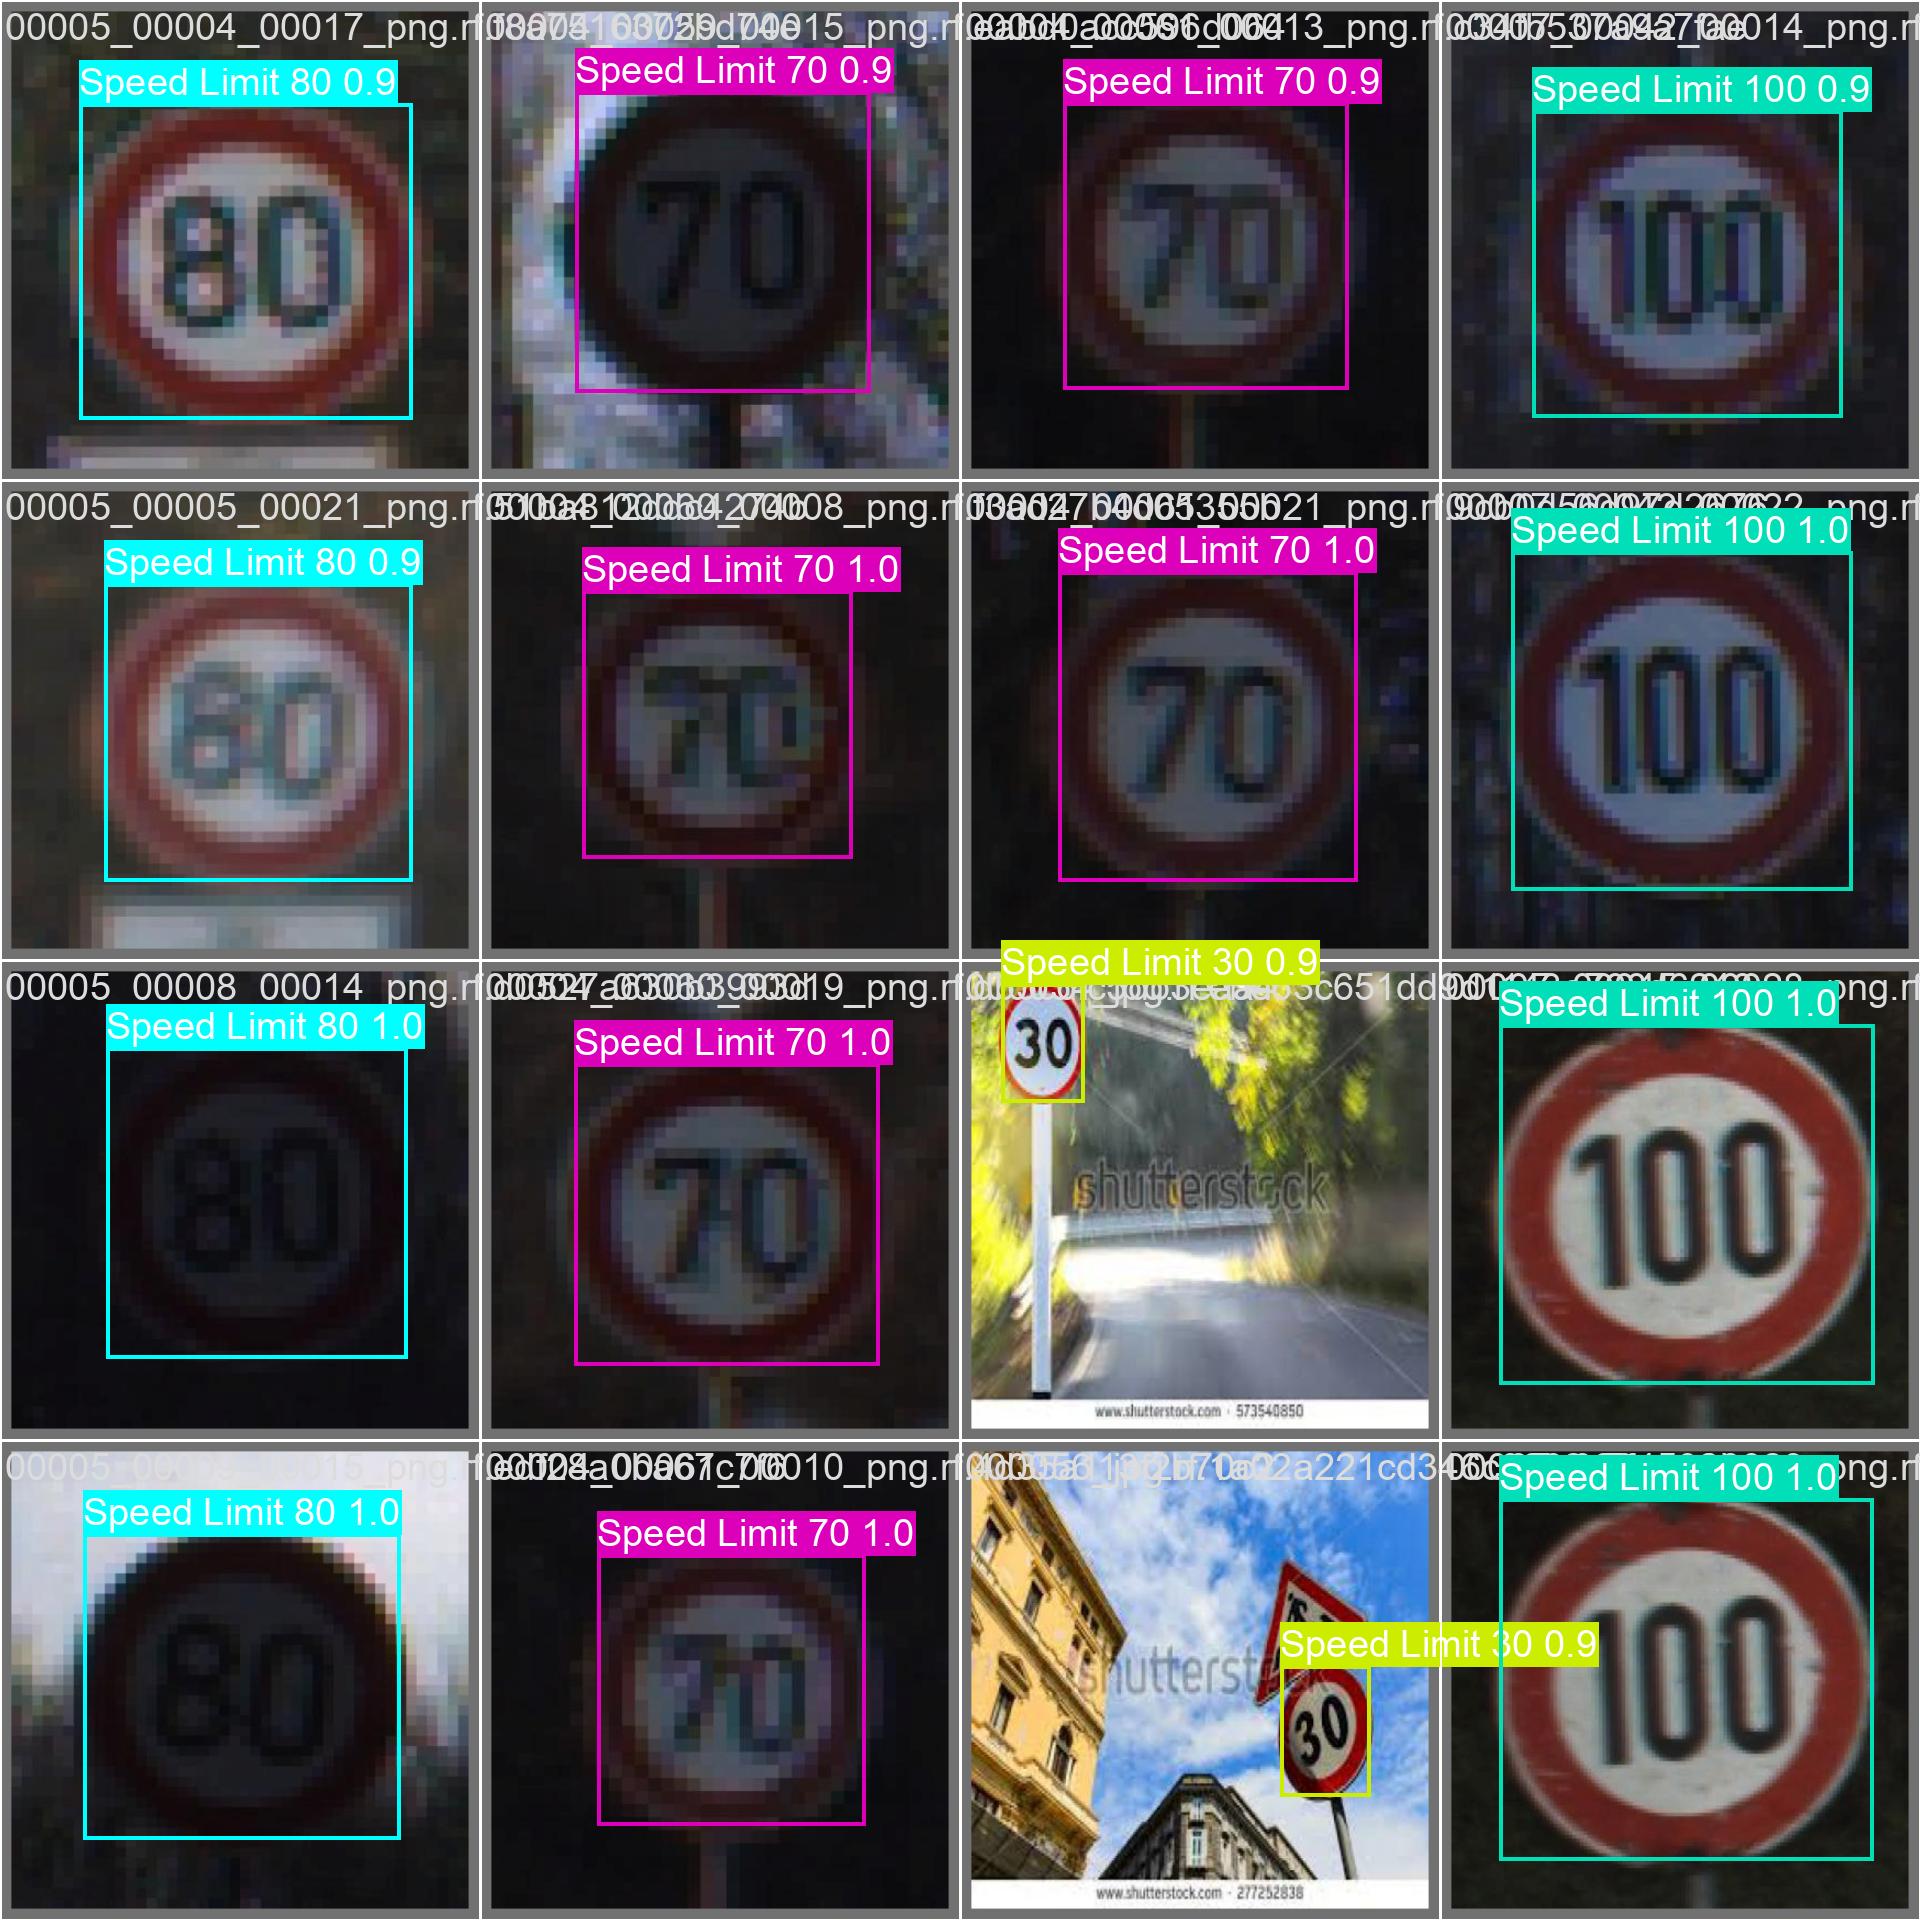 00005_00004_00017_png.rf
Speed Limit 80 0.9
80
Speed Limit 70 0.9
70
Speed Limit 70 0.9
70
Speed Limit 100 0.9
100
00005_00005_00021_png.rf
Speed Limit 80 0.9
80
Speed Limit 70 1.0
70
Speed Limit 70 1.0
70
Speed Limit 100 1.0
100
00005_00008_00014_png.rf
Speed Limit 80 1.0
80
Speed Limit 70 1.0
70
Speed Limit 30 0.9
30
shutterstock
www.shutterstock.com · 573540850
Speed Limit 100 1.0
100
Speed Limit 80 1.0
80
Speed Limit 70 1.0
70
Speed Limit 30 0.9
30
shutterstock
www.shutterstock.com · 277252838
Speed Limit 100 1.0
100